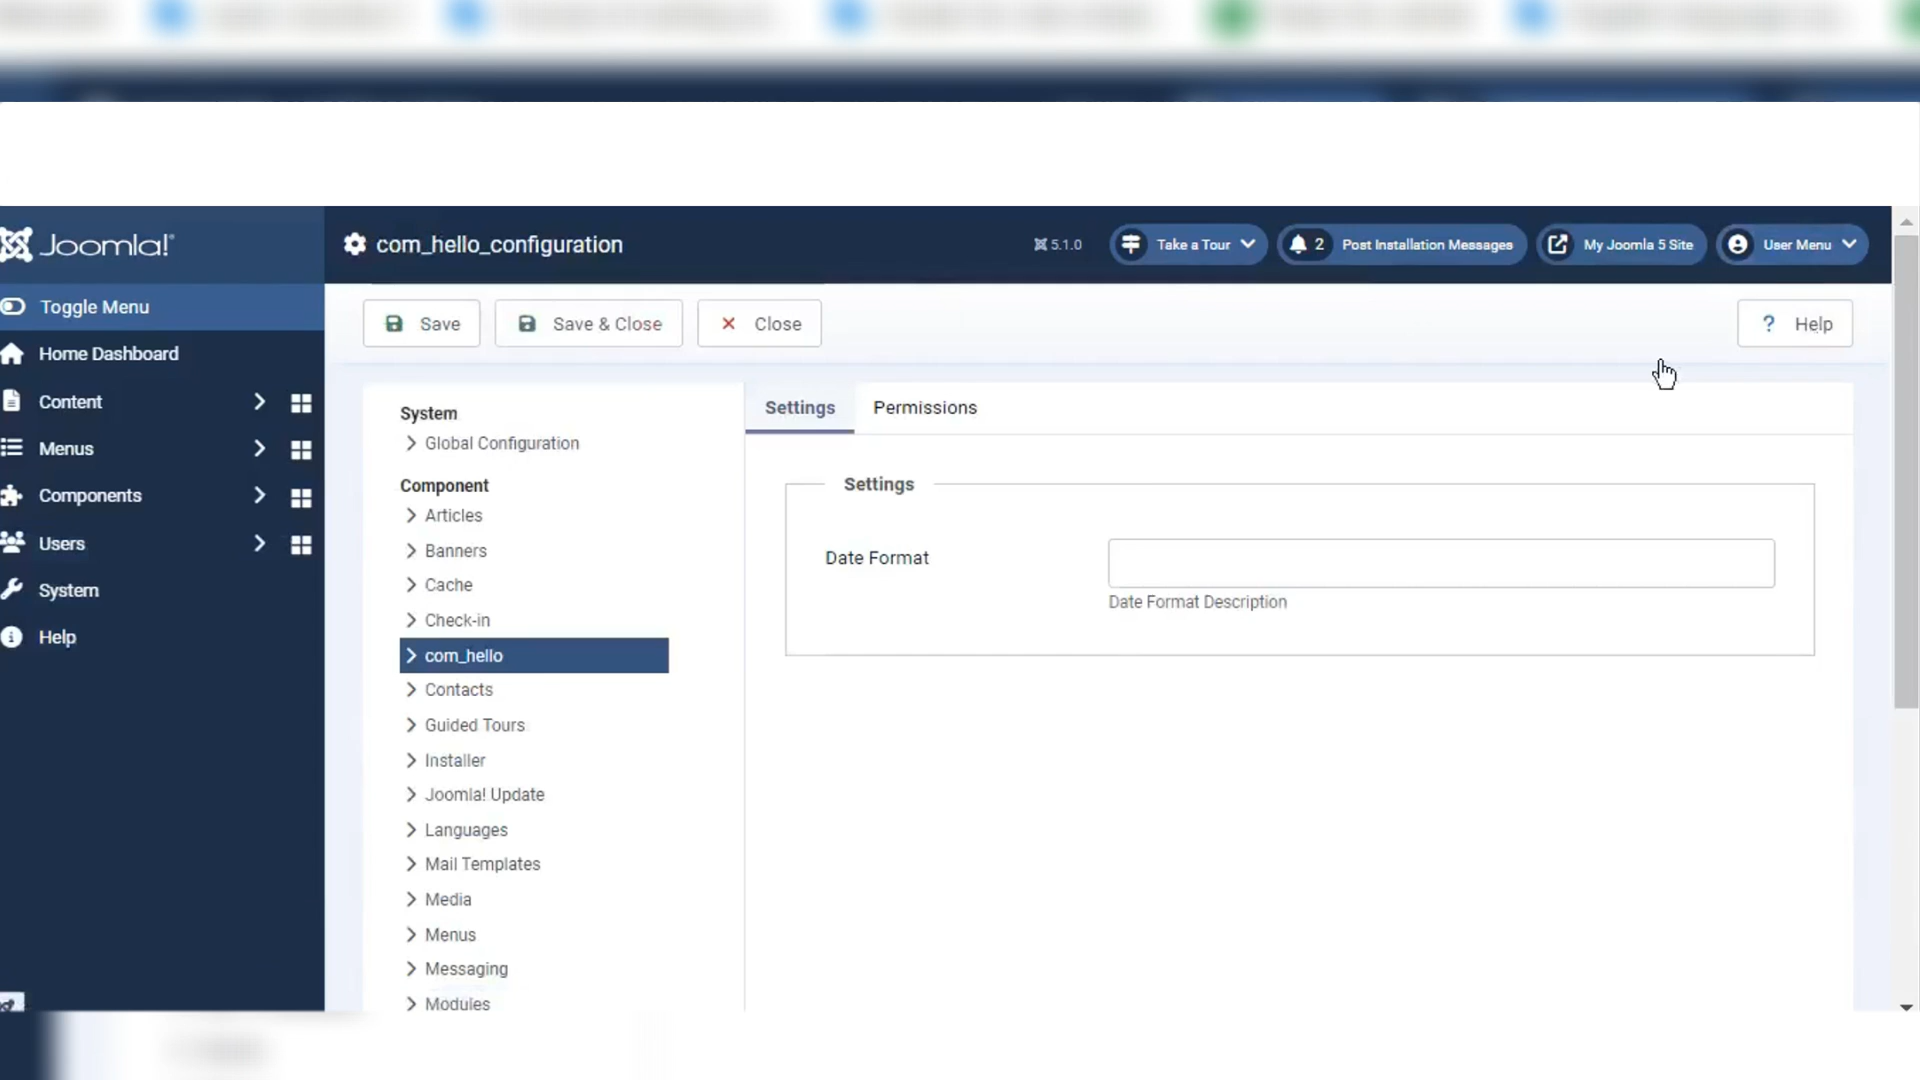 Joomla!
com_hello_configuration
5.1.0
Take a Tour
2
Post Installation Messages
My Joomla 5 Site
User Menu
Toggle Menu
Home Dashboard
Content
Menus
Components
Users
System
Help
Save
Save & Close
Close
? Help
System
Global Configuration
Component
Articles
Banners
Cache
Check-in
com_hello
Contacts
Guided Tours
Installer
Joomla! Update
Languages
Mail Templates
Media
Menus
Messaging
Modules
Settings
Permissions
Settings
Date Format
Date Format Description